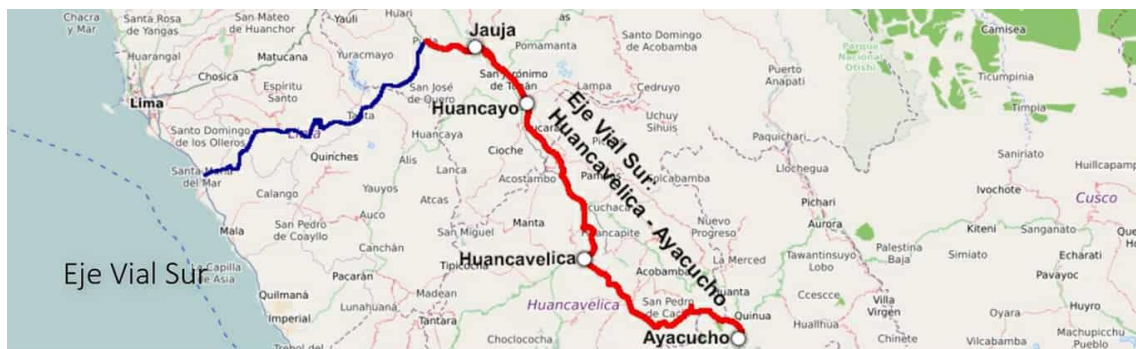 Chacra
y Mar
Santa Rosa
de Yangas
San Mateo
de Huanchor
Yauli
Huari
Jauja
Pomamanta
Santo Domingo
de Acobamba
Camisea
Huarangal
Matucana
Yuracmayo
Puerto
Anapati
Parque
Nacional
Otishi
Ticumpinia
Chosica
Espíritu
Santo
San José
de Quero
San Jerónimo
de Tunán
Lampa
Cedruyo
Lima
Huancayo
Timpia
Santo Domingo
de los Olleros
Uchuy
Sihuis
Huancaya
Paquichari
Quinches
Alis
Cioche
Saniriato
Huillcapamp
Santa María
del Mar
Calango
Yauyos
Lanca
Acostambo
Llochegua
Ivochote
Cusco
Atcas
Auco
Pichari
San Pedro
de Coayllo
Manta
Nuevo
Progreso
Aurora
Kiteni
Sanganato
Mala
San Miguel
Canchán
Eje Vial Sur:
Huancavelica - Ayacucho
Palestina
Baja
Simiato
Echarati
Eje Vial Sur
La Capilla
de Asia
Pacarán
Tipicocha
Huancavelica
Acobamba
La Merced
Tawantinsuyo
Lobo
Pavayoc
Quilmaná
Lunahuaná
Madean
Huancavelica
San Pedro
Ccescce
Villa
Virgen
Huyro
Imperial
Tantara
Quinua
Oyara
Huallhua
Machupicchu
Pueblo
Choclococha
Ayacucho
Chinete
Vilcabamba